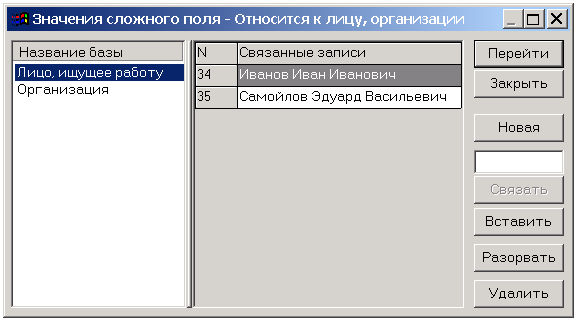 Значения сложного поля - Относится к лицу, организации
Название базы
Лицо, ищущее работу
Организация
N Связанные записи
34 Иванов Иван Иванович
35 Самойлов Эдуард Васильевич
Перейти
Закрыть
Новая
Связать
Вставить
Разорвать
Удалить